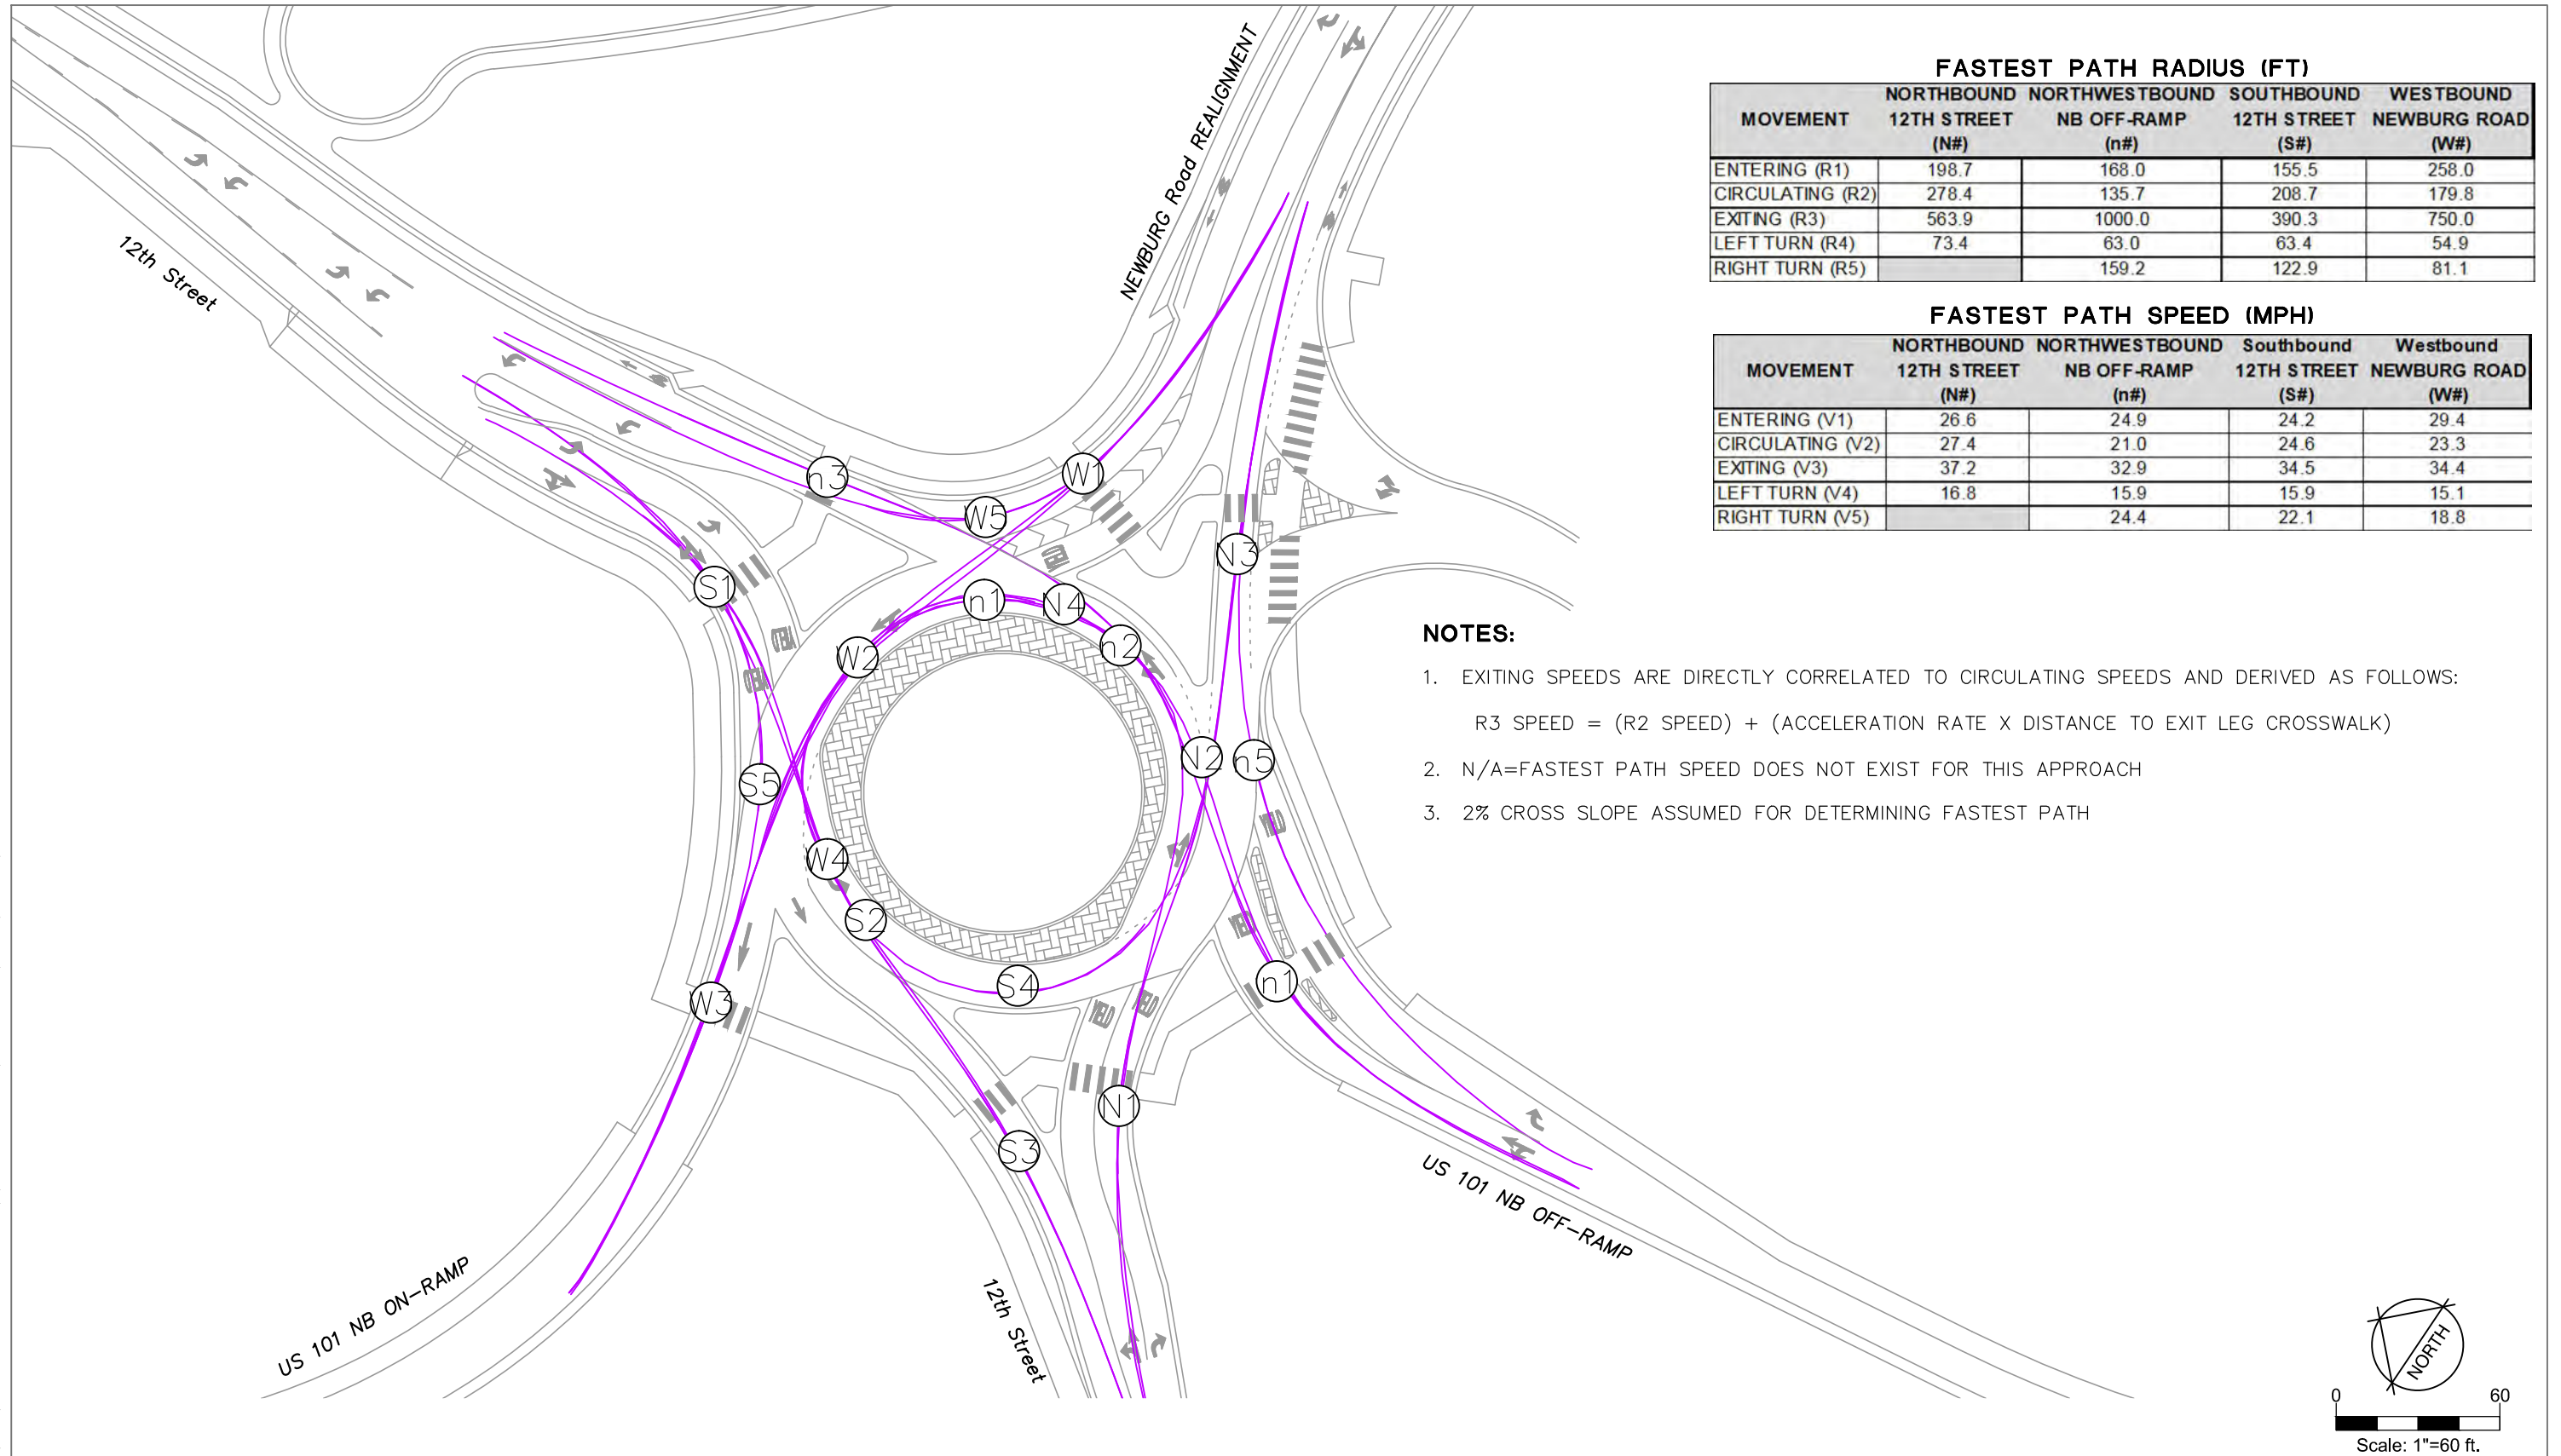 FASTEST PATH RADIUS (FT)
MOVEMENT NORTHBOUND 12TH STREET (N#) NORTHWESTBOUND NB OFF-RAMP (n#) SOUTHBOUND 12TH STREET (S#) WESTBOUND NEWBURG ROAD (W#)
ENTERING (R1) 198.7 168.0 155.5 258.0
CIRCULATING (R2) 278.4 135.7 208.7 179.8
EXITING (R3) 563.9 1000.0 390.3 750.0
LEFT TURN (R4) 73.4 63.0 63.4 54.9
RIGHT TURN (R5) 159.2 122.9 81.1
FASTEST PATH SPEED (MPH)
MOVEMENT NORTHBOUND 12TH STREET (N#) NORTHWESTBOUND NB OFF-RAMP (n#) Southbound 12TH STREET (S#) Westbound NEWBURG ROAD (W#)
ENTERING (V1) 26.6 24.9 24.2 29.4
CIRCULATING (V2) 27.4 21.0 24.6 23.3
EXITING (V3) 37.2 32.9 34.5 34.4
LEFT TURN (V4) 16.8 15.9 15.9 15.1
RIGHT TURN (V5) 24.4 22.1 18.8
NOTES:
1. EXITING SPEEDS ARE DIRECTLY CORRELATED TO CIRCULATING SPEEDS AND DERIVED AS FOLLOWS:
R3 SPEED = (R2 SPEED) + (ACCELERATION RATE X DISTANCE TO EXIT LEG CROSSWALK)
2. N/A=FASTEST PATH SPEED DOES NOT EXIST FOR THIS APPROACH
3. 2% CROSS SLOPE ASSUMED FOR DETERMINING FASTEST PATH
NEWBURG Road REALIGNMENT
12th Street
n3
W1
W5
N3
S1
n1
N4
n2
W2
N2
n5
S5
W4
S2
S4
n1
W3
N1
S3
US 101 NB OFF-RAMP
US 101 NB ON-RAMP
12th Street
NORTH
0 60
Scale: 1"=60 ft.